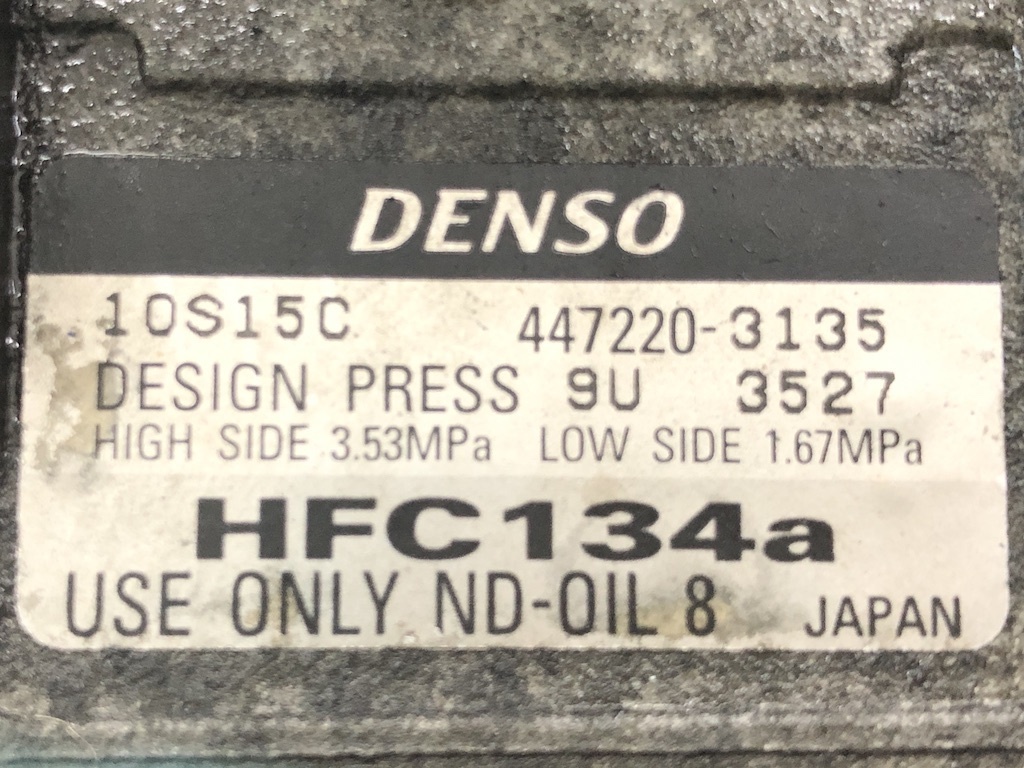 DENSO
10S15C 447220-3135
DESIGN PRESS 9U 3527
HIGH SIDE 3.53MPa LOW SIDE 1.67MPa
HFC134a
USE ONLY ND-OIL 8 JAPAN